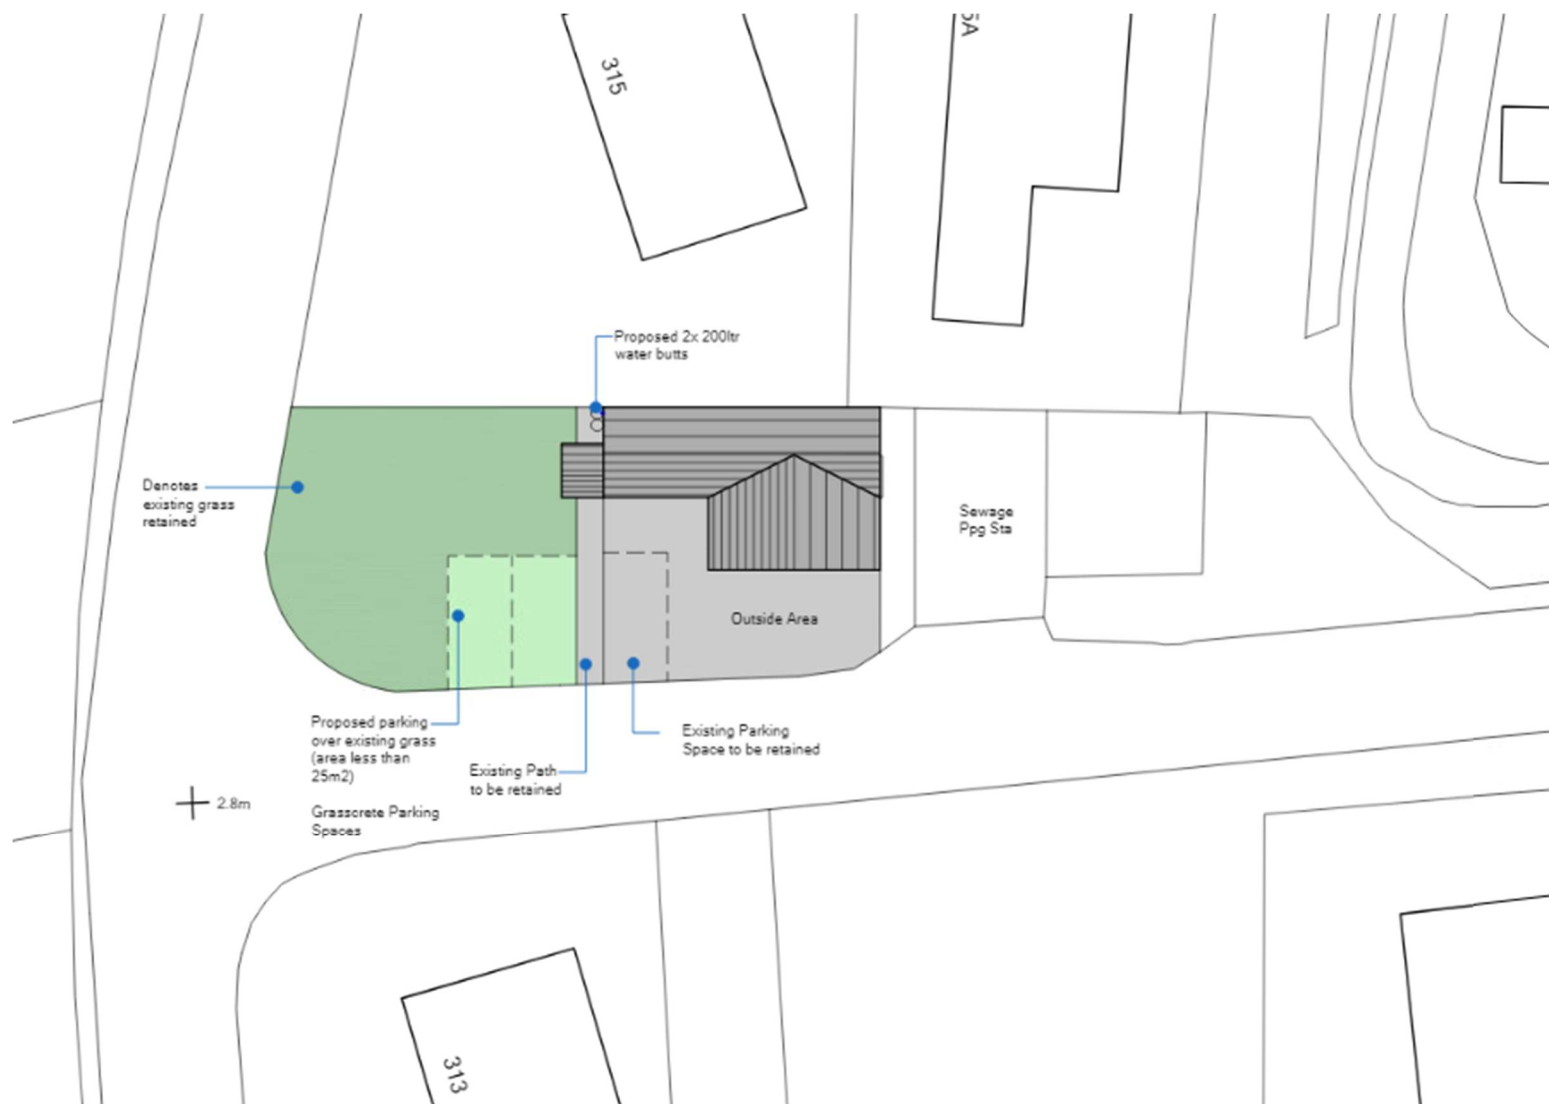 315
5A
Proposed 2x 200ltr
water butts
Denotes
existing grass
retained
Sewage
Ppg Sta
Outside Area
Proposed parking
over existing grass
(area less than
25m2)
Grasscrete Parking
Spaces
Existing Path
to be retained
Existing Parking
Space to be retained
2.8m
313